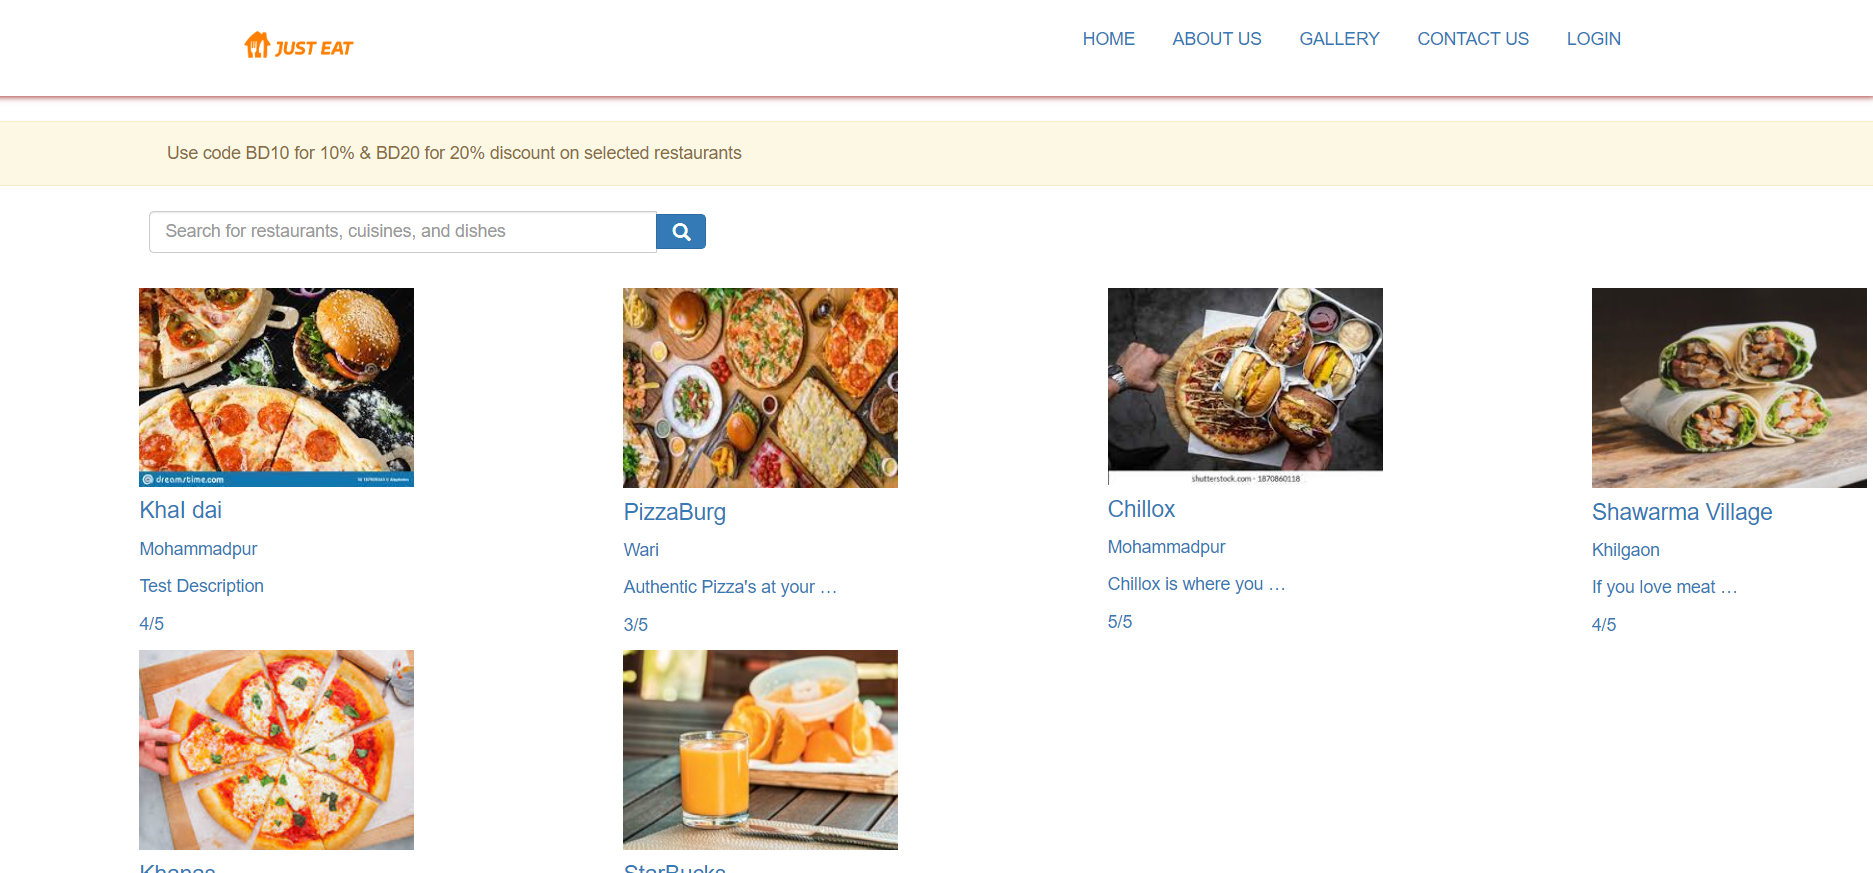 JUST EAT
HOME ABOUT US GALLERY CONTACT US LOGIN
Use code BD10 for 10% & BD20 for 20% discount on selected restaurants
Search for restaurants, cuisines, and dishes
dreamstime.com
shutterstock.com · 1870860118
Khal dai
PizzaBurg
Chillox
Shawarma Village
Mohammadpur
Wari
Mohammadpur
Khilgaon
Test Description
Authentic Pizza's at your …
Chillox is where you …
If you love meat …
4/5
3/5
5/5
4/5
Khanas
StarBucks